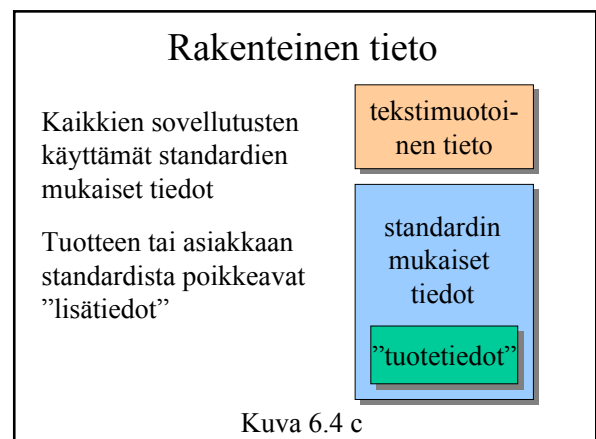 Rakenteinen tieto
Kaikkien sovellutusten
käyttämät standardien
mukaiset tiedot
Tuotteen tai asiakkaan
standardista poikkeavat
”lisätiedot”
tekstimuotoi-
nen tieto
standardin
mukaiset
tiedot
”tuotetiedot”
Kuva 6.4 c